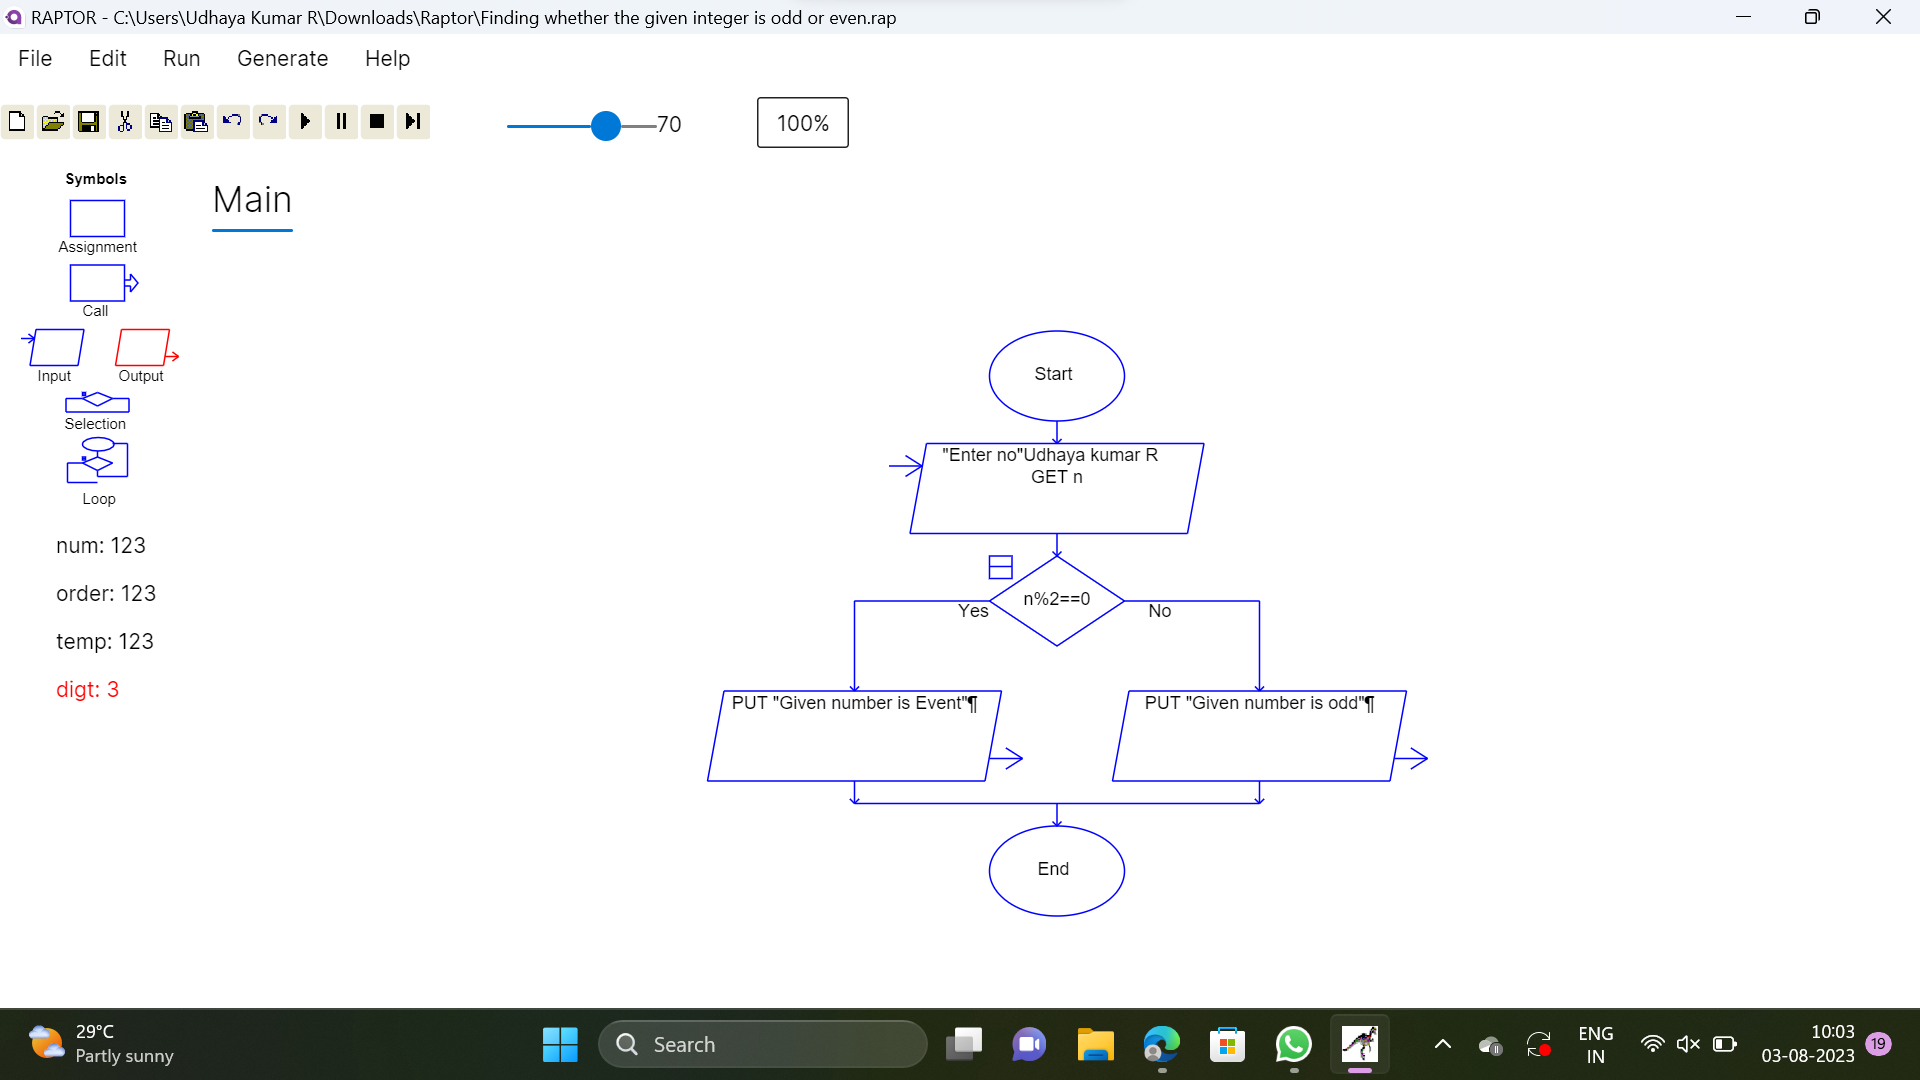 RAPTOR - C:\Users\Udhaya Kumar R\Downloads\Raptor\Finding whether the given integer is odd or even.rap
File Edit Run Generate Help
70
100%
Symbols
Main
Assignment
Call
Input Output
Selection
Loop
num: 123
order: 123
temp: 123
digt: 3
Start
"Enter no"Udhaya kumar R
GET n
n%2==0
Yes No
PUT "Given number is Event"¶ PUT "Given number is odd"¶
End
29°C
Partly sunny
Search
ENG
IN
10:03
03-08-2023
19